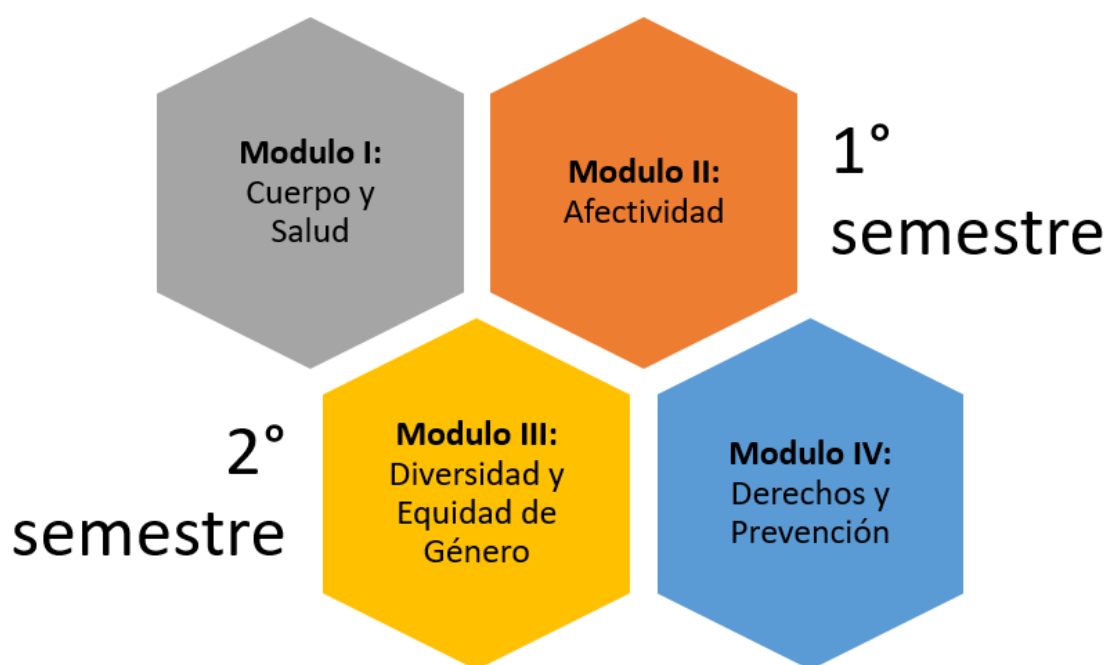 Modulo I:
Cuerpo y
Salud
Modulo II:
Afectividad
1°
semestre
2°
semestre
Modulo III:
Diversidad y
Equidad de
Género
Modulo IV:
Derechos y
Prevención